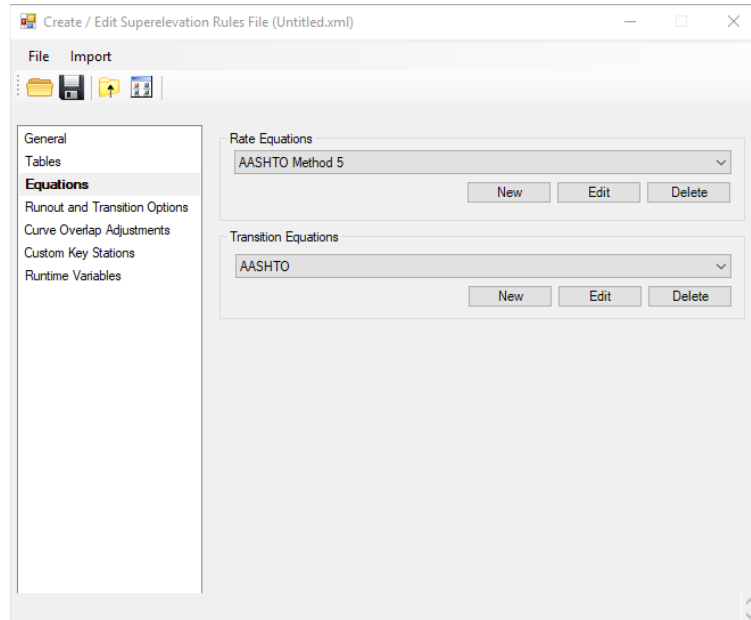 Create / Edit Superelevation Rules File (Untitled.xml)
File Import
General
Tables
Equations
Runout and Transition Options
Curve Overlap Adjustments
Custom Key Stations
Runtime Variables
Rate Equations
AASHTO Method 5
New Edit Delete
Transition Equations
AASHTO
New Edit Delete